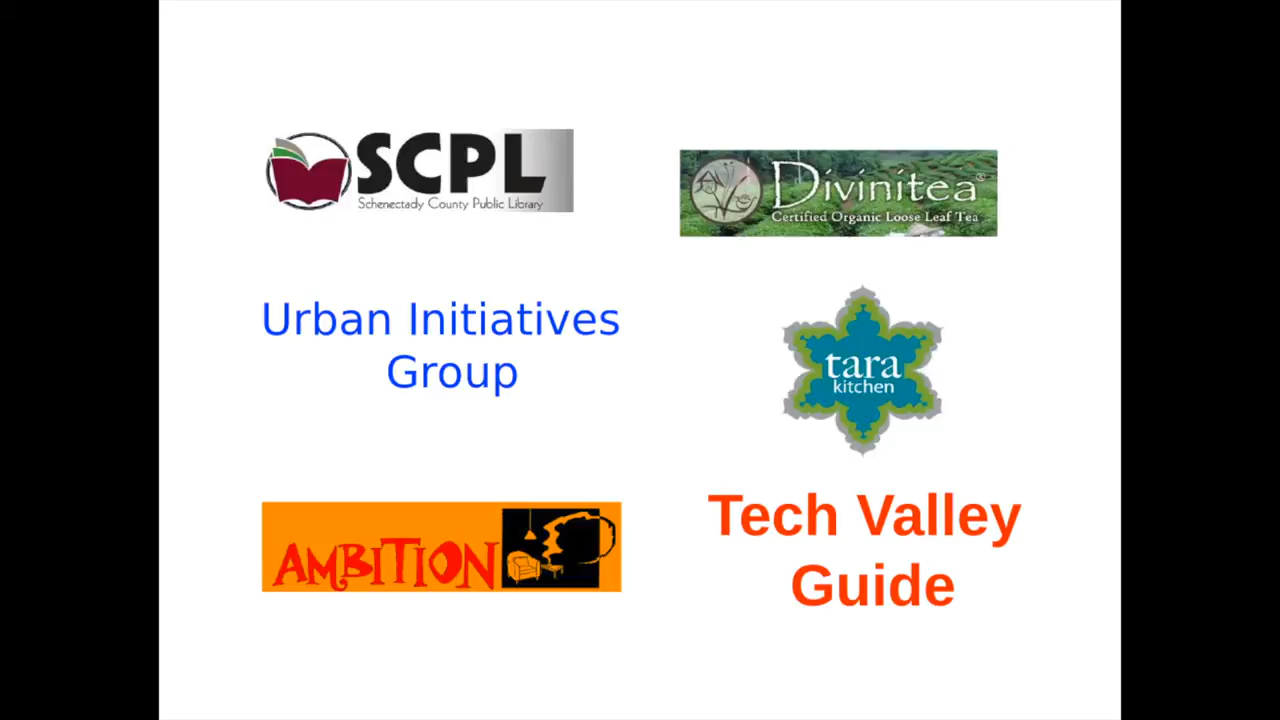 SCPL
Schenectady County Public Library
Divinitea®
Certified Organic Loose Leaf Tea
Urban Initiatives
Group
tara
kitchen
AMBITION
Tech Valley
Guide